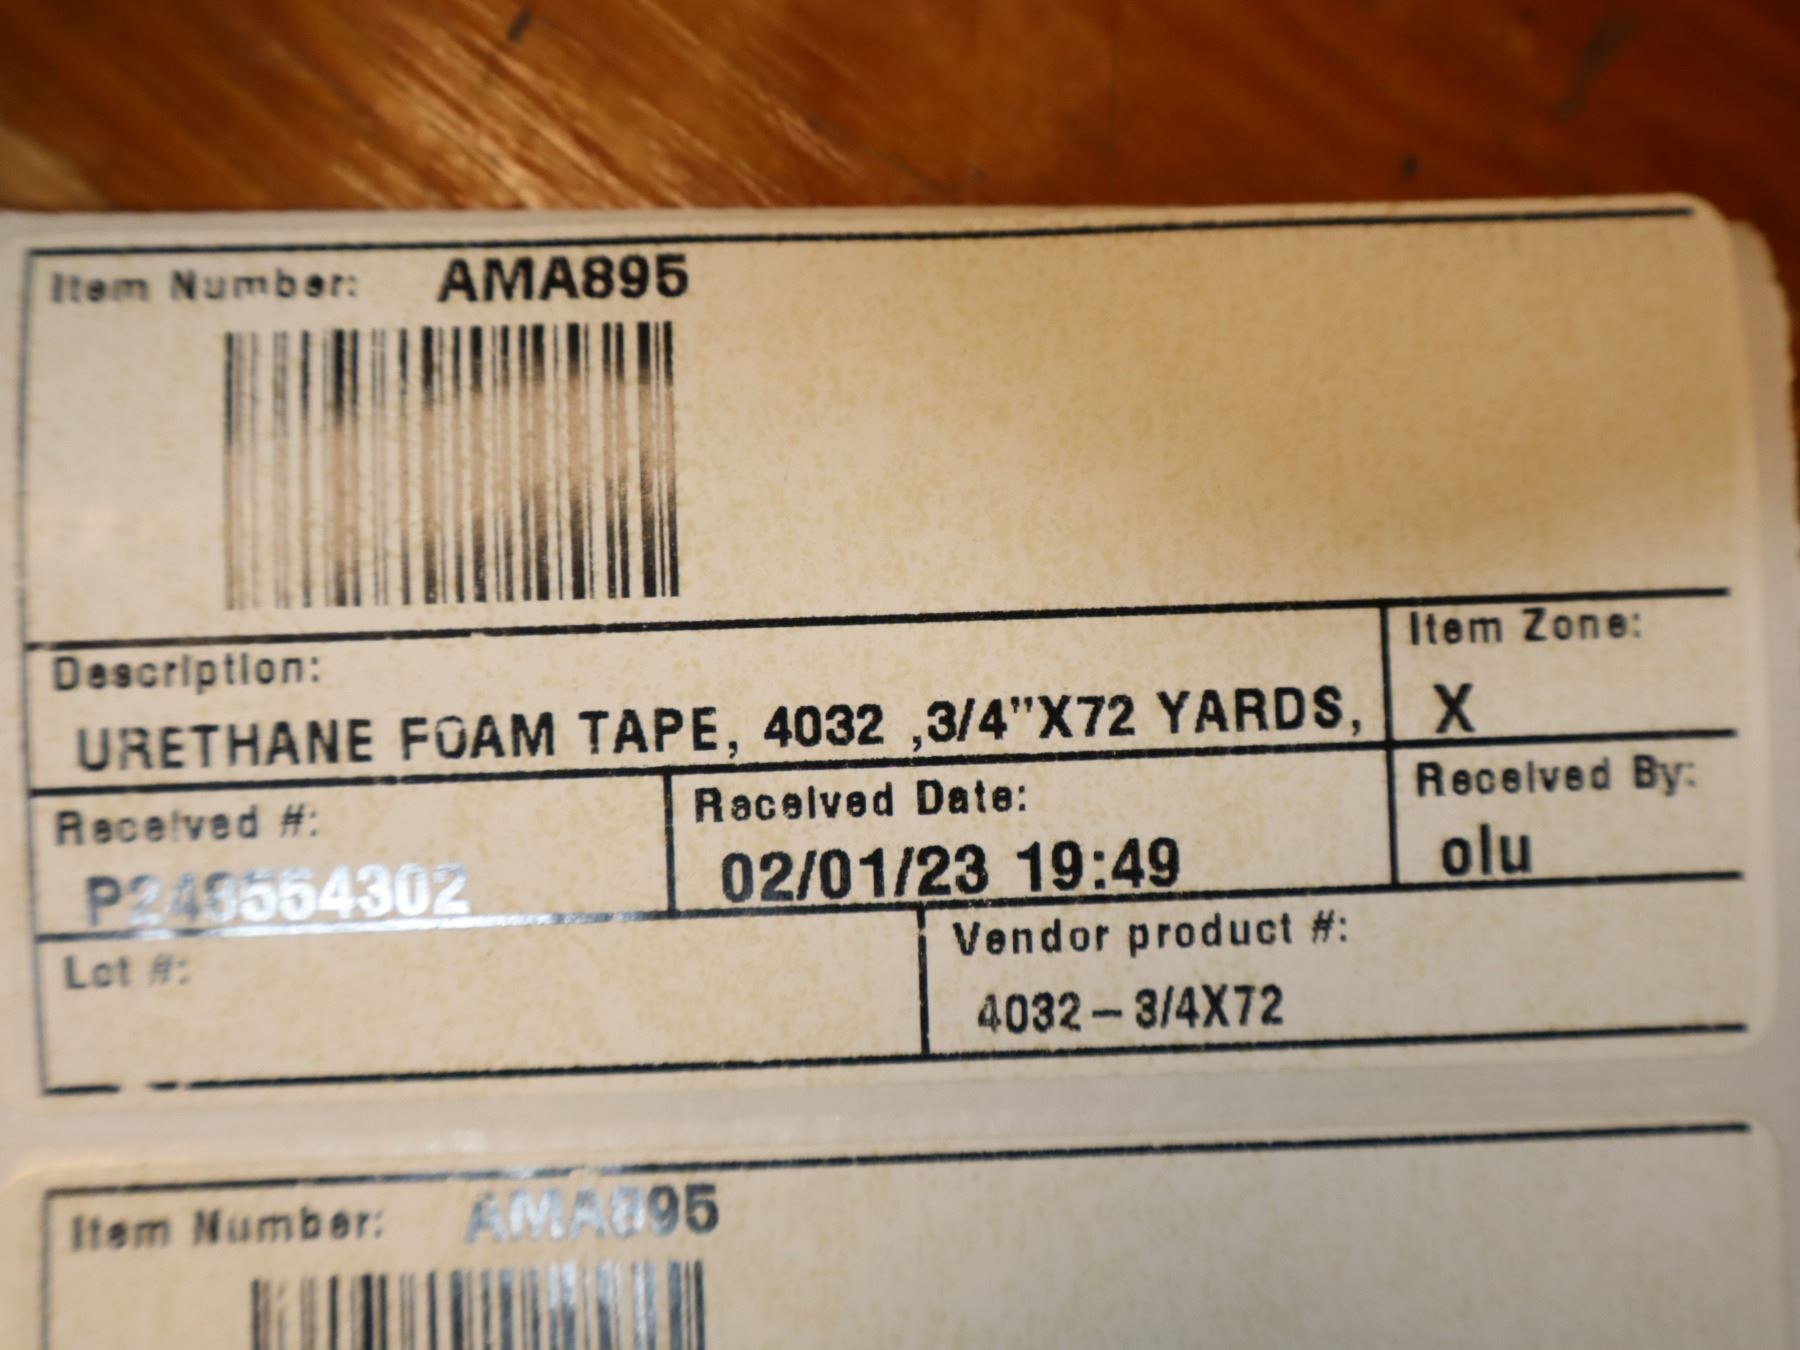 Item Number: AMA895
Description:
URETHANE FOAM TAPE, 4032 ,3/4"X72 YARDS,
Item Zone:
X
Received #:
P249554302
Received Date:
02/01/23 19:49
Received By:
olu
Lot #:
Vendor product #:
4032-3/4X72
Item Number: AMA895